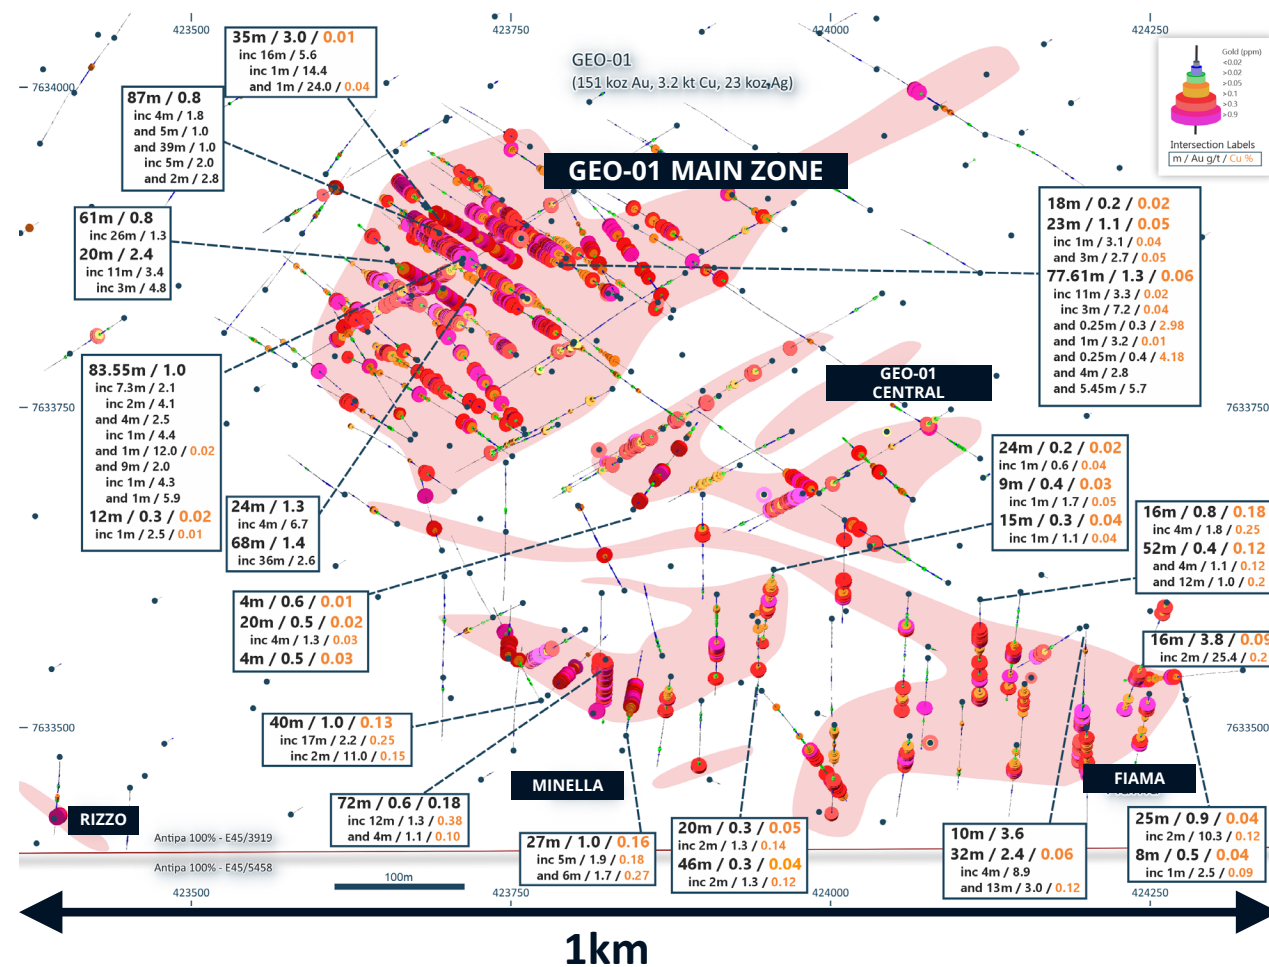 423500
423750
424000
424250
7634000
35m / 3.0 / 0.01
inc 16m / 5.6
inc 1m / 14.4
and 1m / 24.0 / 0.04
GEO-01
(151 koz Au, 3.2 kt Cu, 23 koz Ag)
Gold (ppm)
<0.02
>0.02
>0.05
>0.1
>0.3
>0.9
Intersection Labels
m / Au g/t / Cu %
87m / 0.8
inc 4m / 1.8
and 5m / 1.0
and 39m / 1.0
inc 5m / 2.0
and 2m / 2.8
GEO-01 MAIN ZONE
61m / 0.8
inc 26m / 1.3
20m / 2.4
inc 11m / 3.4
inc 3m / 4.8
18m / 0.2 / 0.02
23m / 1.1 / 0.05
inc 1m / 3.1 / 0.04
and 3m / 2.7 / 0.05
77.61m / 1.3 / 0.06
inc 11m / 3.3 / 0.02
inc 3m / 7.2 / 0.04
and 0.25m / 0.3 / 2.98
and 1m / 3.2 / 0.01
and 0.25m / 0.4 / 4.18
and 4m / 2.8
and 5.45m / 5.7
83.55m / 1.0
inc 7.3m / 2.1
inc 2m / 4.1
and 4m / 2.5
inc 1m / 4.4
and 1m / 12.0 / 0.02
and 9m / 2.0
inc 1m / 4.3
and 1m / 5.9
12m / 0.3 / 0.02
inc 1m / 2.5 / 0.01
GEO-01
CENTRAL
7633750
7633750
24m / 0.2 / 0.02
inc 1m / 0.6 / 0.04
9m / 0.4 / 0.03
inc 1m / 1.7 / 0.05
15m / 0.3 / 0.04
inc 1m / 1.1 / 0.04
24m / 1.3
inc 4m / 6.7
68m / 1.4
inc 36m / 2.6
16m / 0.8 / 0.18
inc 4m / 1.8 / 0.25
52m / 0.4 / 0.12
and 4m / 1.1 / 0.12
and 12m / 1.0 / 0.2
4m / 0.6 / 0.01
20m / 0.5 / 0.02
inc 4m / 1.3 / 0.03
4m / 0.5 / 0.03
16m / 3.8 / 0.09
inc 2m / 25.4 / 0.2
40m / 1.0 / 0.13
inc 17m / 2.2 / 0.25
inc 2m / 11.0 / 0.15
7633500
7633500
MINELLA
FIAMA
RIZZO
72m / 0.6 / 0.18
inc 12m / 1.3 / 0.38
and 4m / 1.1 / 0.10
27m / 1.0 / 0.16
inc 5m / 1.9 / 0.18
and 6m / 1.7 / 0.27
20m / 0.3 / 0.05
inc 2m / 1.3 / 0.14
46m / 0.3 / 0.04
inc 2m / 1.3 / 0.12
10m / 3.6
32m / 2.4 / 0.06
inc 4m / 8.9
and 13m / 3.0 / 0.12
25m / 0.9 / 0.04
inc 2m / 10.3 / 0.12
8m / 0.5 / 0.04
inc 1m / 2.5 / 0.09
Antipa 100% - E45/3919
Antipa 100% - E45/5458
100m
423500
423750
424000
424250
1km